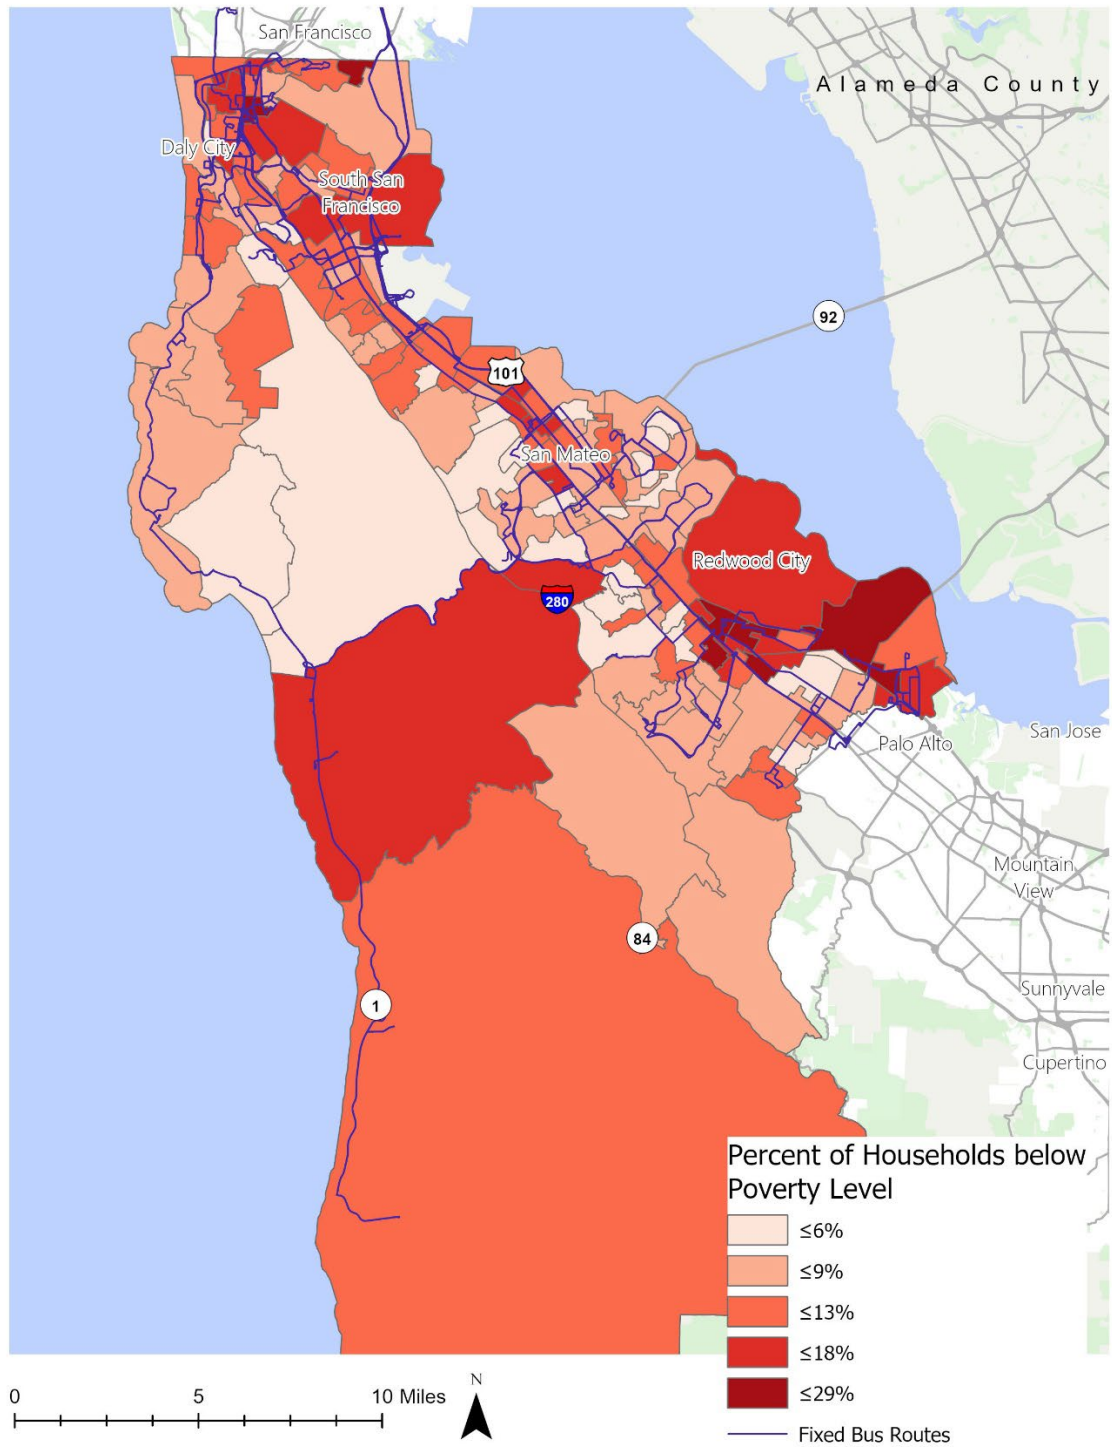 San Francisco
Alameda County
Daly City
South San
Francisco
92
101
San Mateo
Redwood City
280
Palo Alto
San Jose
Mountain
View
84
Sunnyvale
1
Cupertino
Percent of Households below
Poverty Level
≤6%
≤9%
≤13%
≤18%
≤29%
Fixed Bus Routes
0 5 10 Miles
N